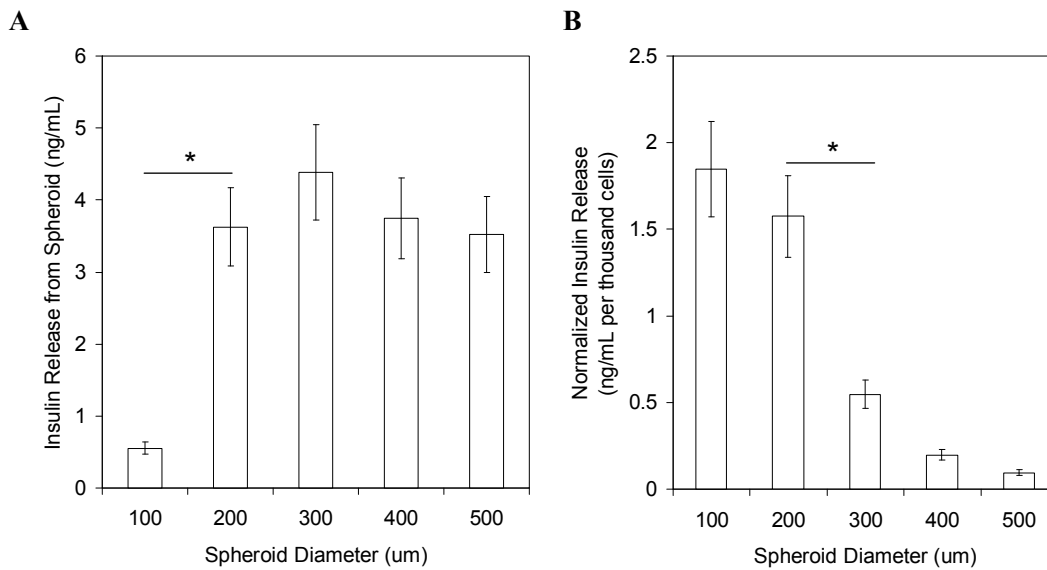 A
Insulin Release from Spheroid (ng/mL)
6
5
4
3
2
1
0
*
100 200 300 400 500
Spheroid Diameter (um)
B
Normalized Insulin Release
(ng/mL per thousand cells)
2.5
2
1.5
1
0.5
0
*
100 200 300 400 500
Spheroid Diameter (um)